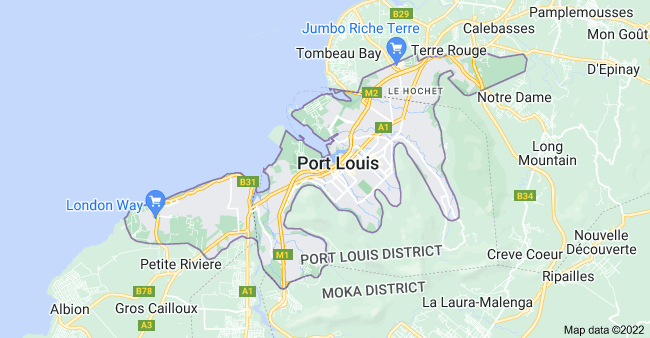 B29
Pamplemousses
Jumbo Riche Terre
Calebasses
Mon Goût
Tombeau Bay
Terre Rouge
D'Epinay
M2
LE HOCHET
Notre Dame
A1
Long
Mountain
Port Louis
B31
B34
London Way
Nouvelle
Découverte
M1
PORT LOUIS DISTRICT
Creve Coeur
Petite Riviere
Ripailles
B78
A1
MOKA DISTRICT
La Laura-Malenga
Albion
Gros Cailloux
A3
Map data ©2022